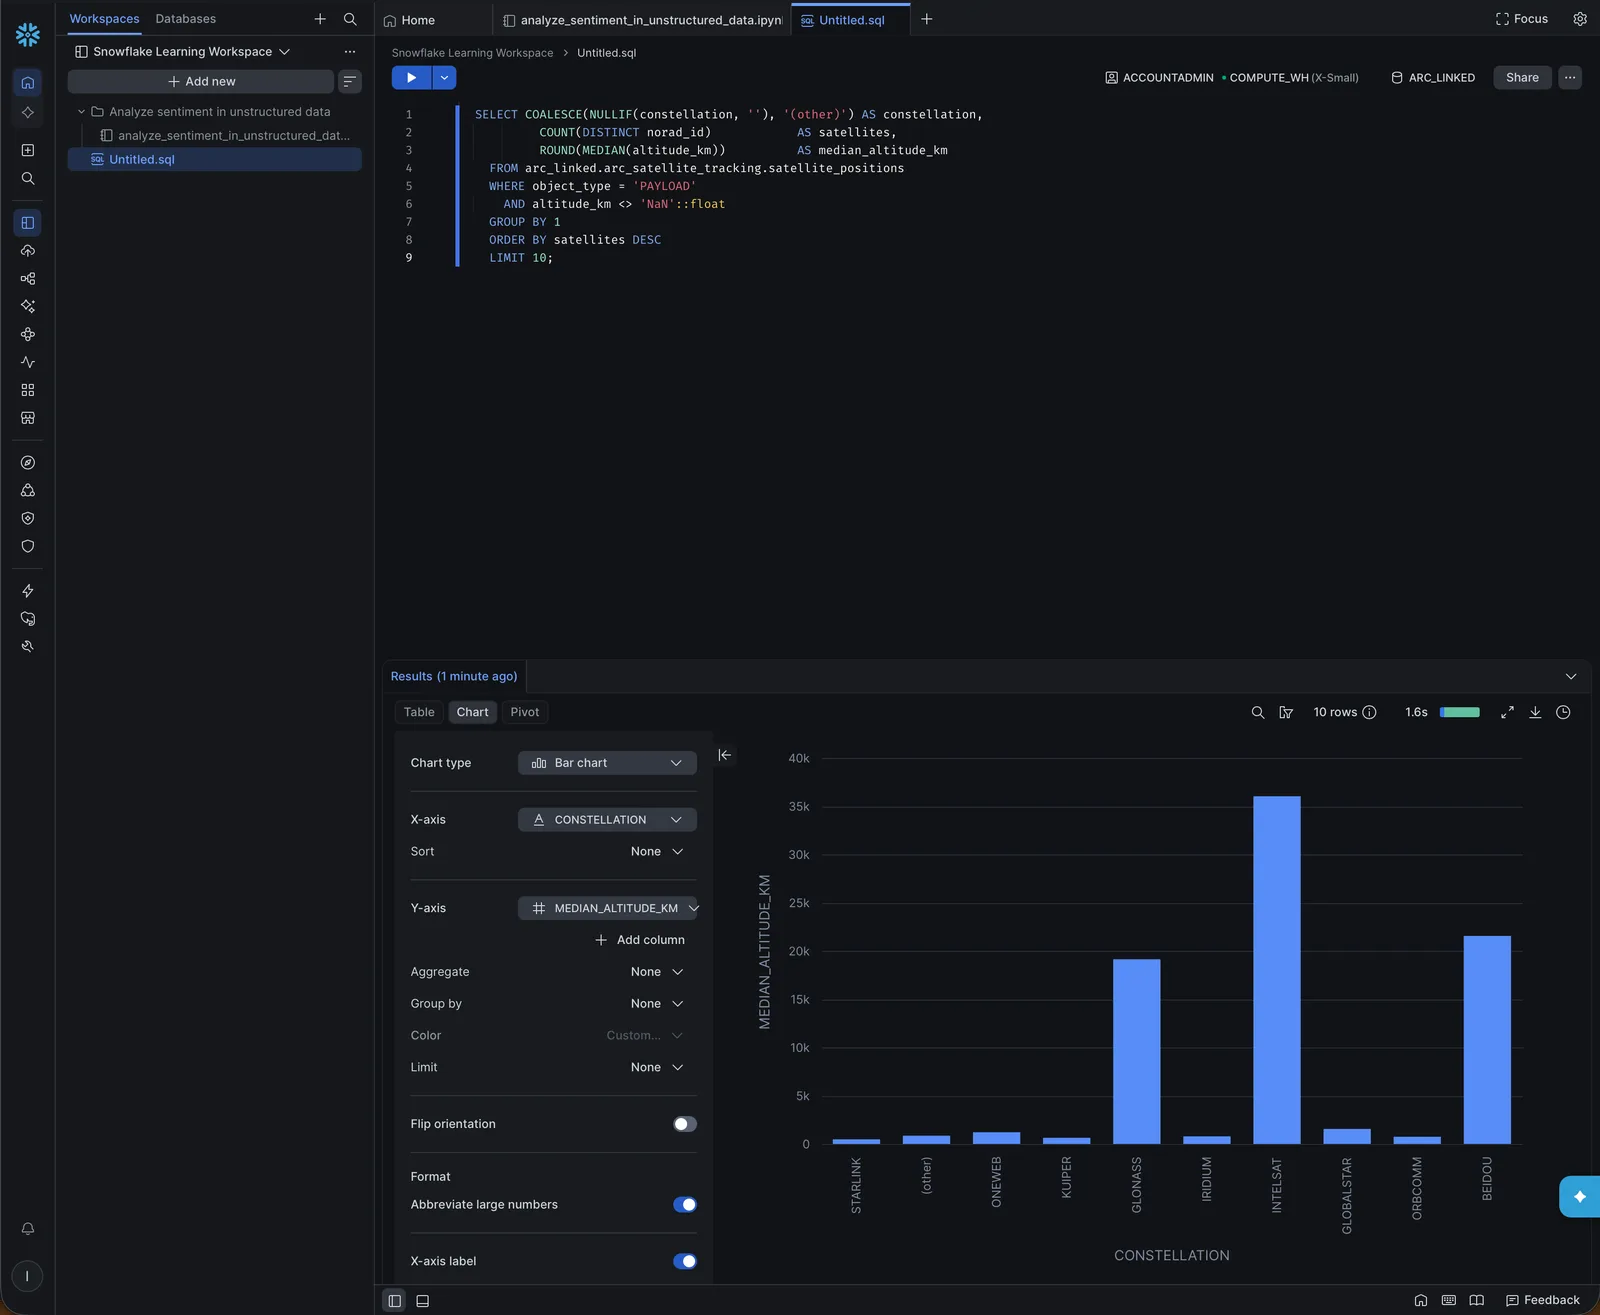 Workspaces
Databases
Home
analyze_sentiment_in_unstructured_data.ipyn
SQL Untitled.sql
Focus
Snowflake Learning Workspace
Snowflake Learning Workspace > Untitled.sql
Add new
ACCOUNTADMIN
COMPUTE_WH (X-Small)
ARC_LINKED
Share
Analyze sentiment in unstructured data
analyze_sentiment_in_unstructured_dat...
SQL Untitled.sql
1 SELECT COALESCE(NULLIF(constellation, ''), '(other)') AS constellation,
2 COUNT(DISTINCT norad_id) AS satellites,
3 ROUND(MEDIAN(altitude_km)) AS median_altitude_km
4 FROM arc_linked.arc_satellite_tracking.satellite_positions
5 WHERE object_type = 'PAYLOAD'
6 AND altitude_km <> 'NaN'::float
7 GROUP BY 1
8 ORDER BY satellites DESC
9 LIMIT 10;
Results (1 minute ago)
Table
Chart
Pivot
10 rows
1.6s
Chart type
Bar chart
X-axis
CONSTELLATION
Sort
None
Y-axis
MEDIAN_ALTITUDE_KM
Add column
Aggregate
None
Group by
None
Color
Custom...
Limit
None
Flip orientation
Format
Abbreviate large numbers
X-axis label
MEDIAN_ALTITUDE_KM
40k
35k
30k
25k
20k
15k
10k
5k
0
STARLINK
(other)
ONEWEB
KUIPER
GLONASS
IRIDIUM
INTELSAT
GLOBALSTAR
ORBCOMM
BEIDOU
CONSTELLATION
I
Feedback